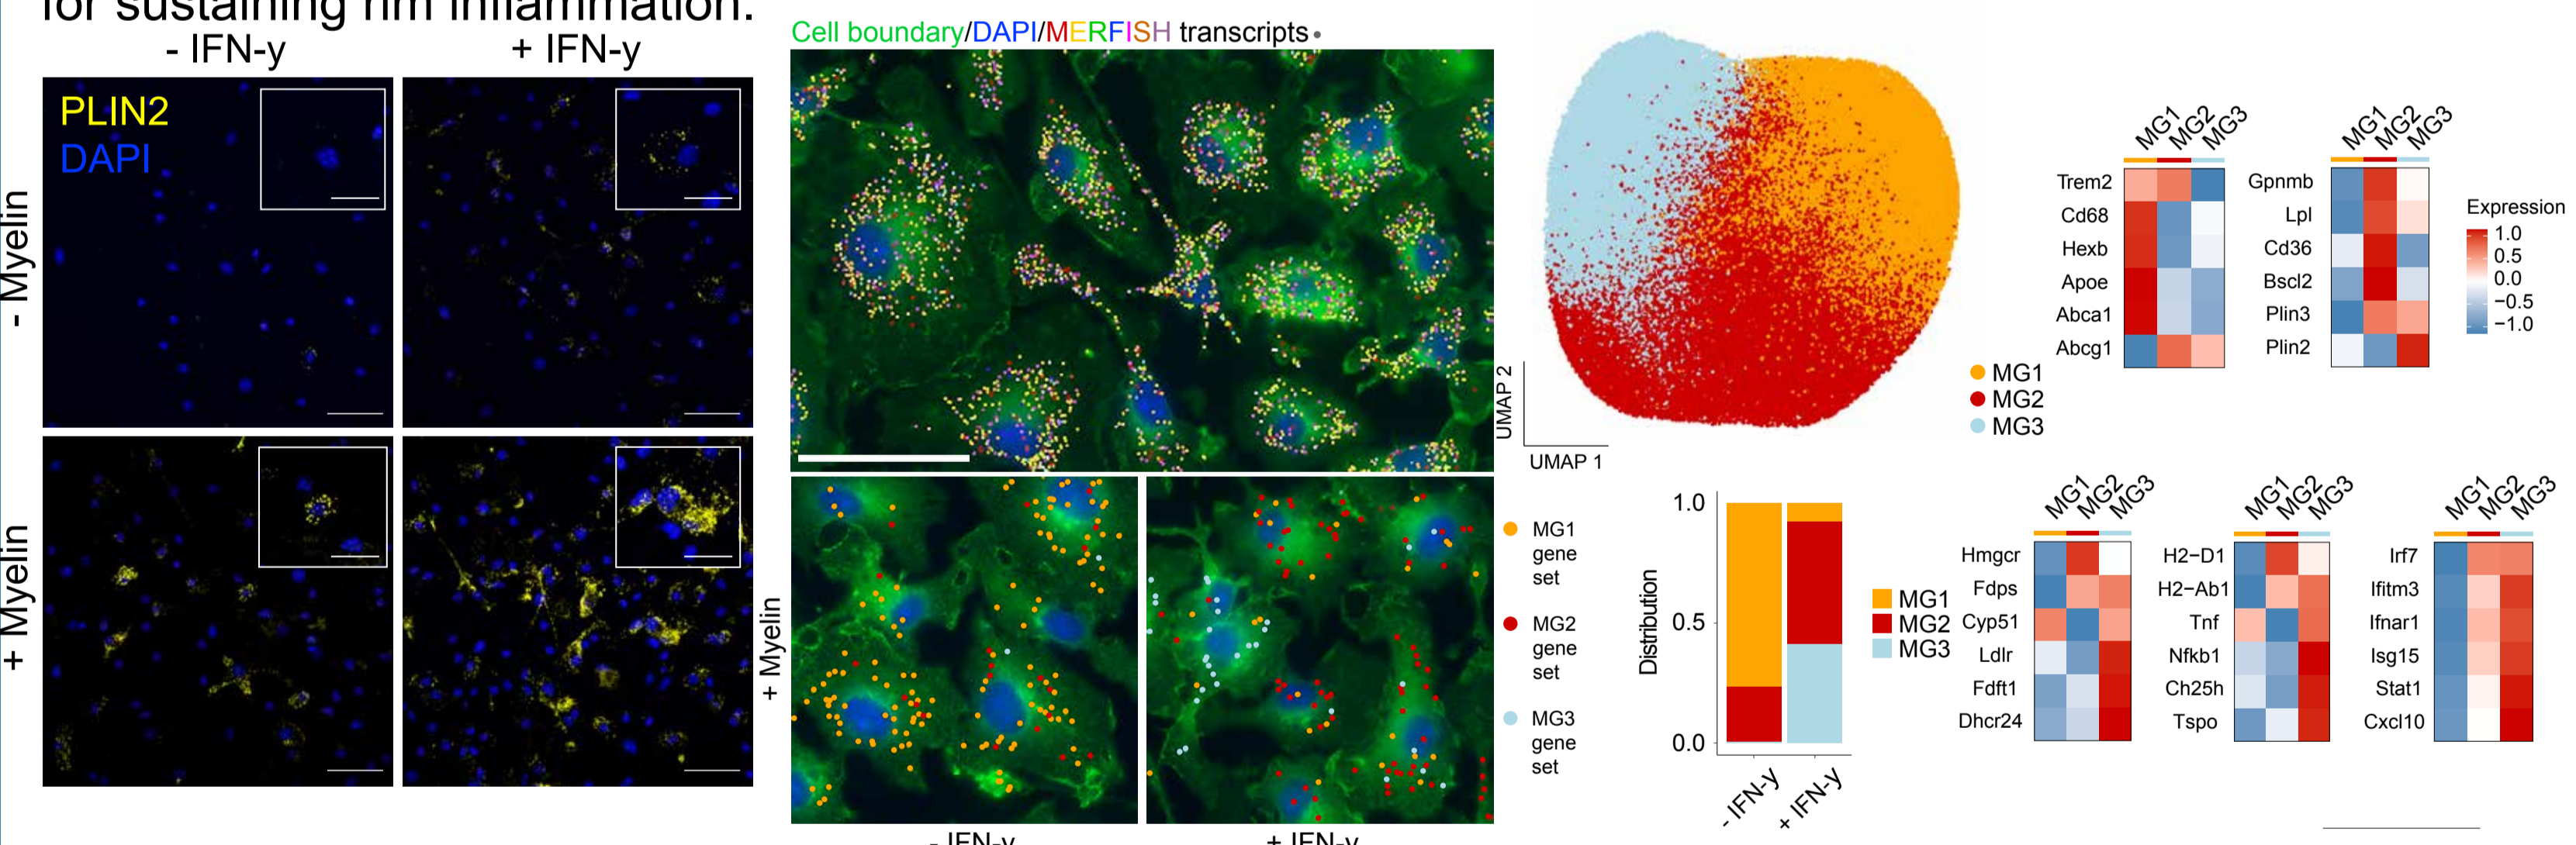 for sustaining rim inflammation.
- IFN-y
+ IFN-y
- Myelin
+ Myelin
PLIN2
DAPI
Cell boundary/DAPI/MERFISH transcripts
+ Myelin
- IFN-y
+ IFN-y
MG1
gene
set
MG2
gene
set
MG3
gene
set
UMAP 2
UMAP 1
MG1
MG2
MG3
Distribution
1.0
0.5
0.0
- IFN-y
+ IFN-y
MG1
MG2
MG3
MG1
MG2
MG3
Trem2
Cd68
Hexb
Apoe
Abca1
Abcg1
MG1
MG2
MG3
Gpnmb
Lpl
Cd36
Bscl2
Plin3
Plin2
Expression
1.0
0.5
0.0
−0.5
−1.0
MG1
MG2
MG3
Hmgcr
Fdps
Cyp51
Ldlr
Fdft1
Dhcr24
MG1
MG2
MG3
H2−D1
H2−Ab1
Tnf
Nfkb1
Ch25h
Tspo
MG1
MG2
MG3
Irf7
Ifitm3
Ifnar1
Isg15
Stat1
Cxcl10